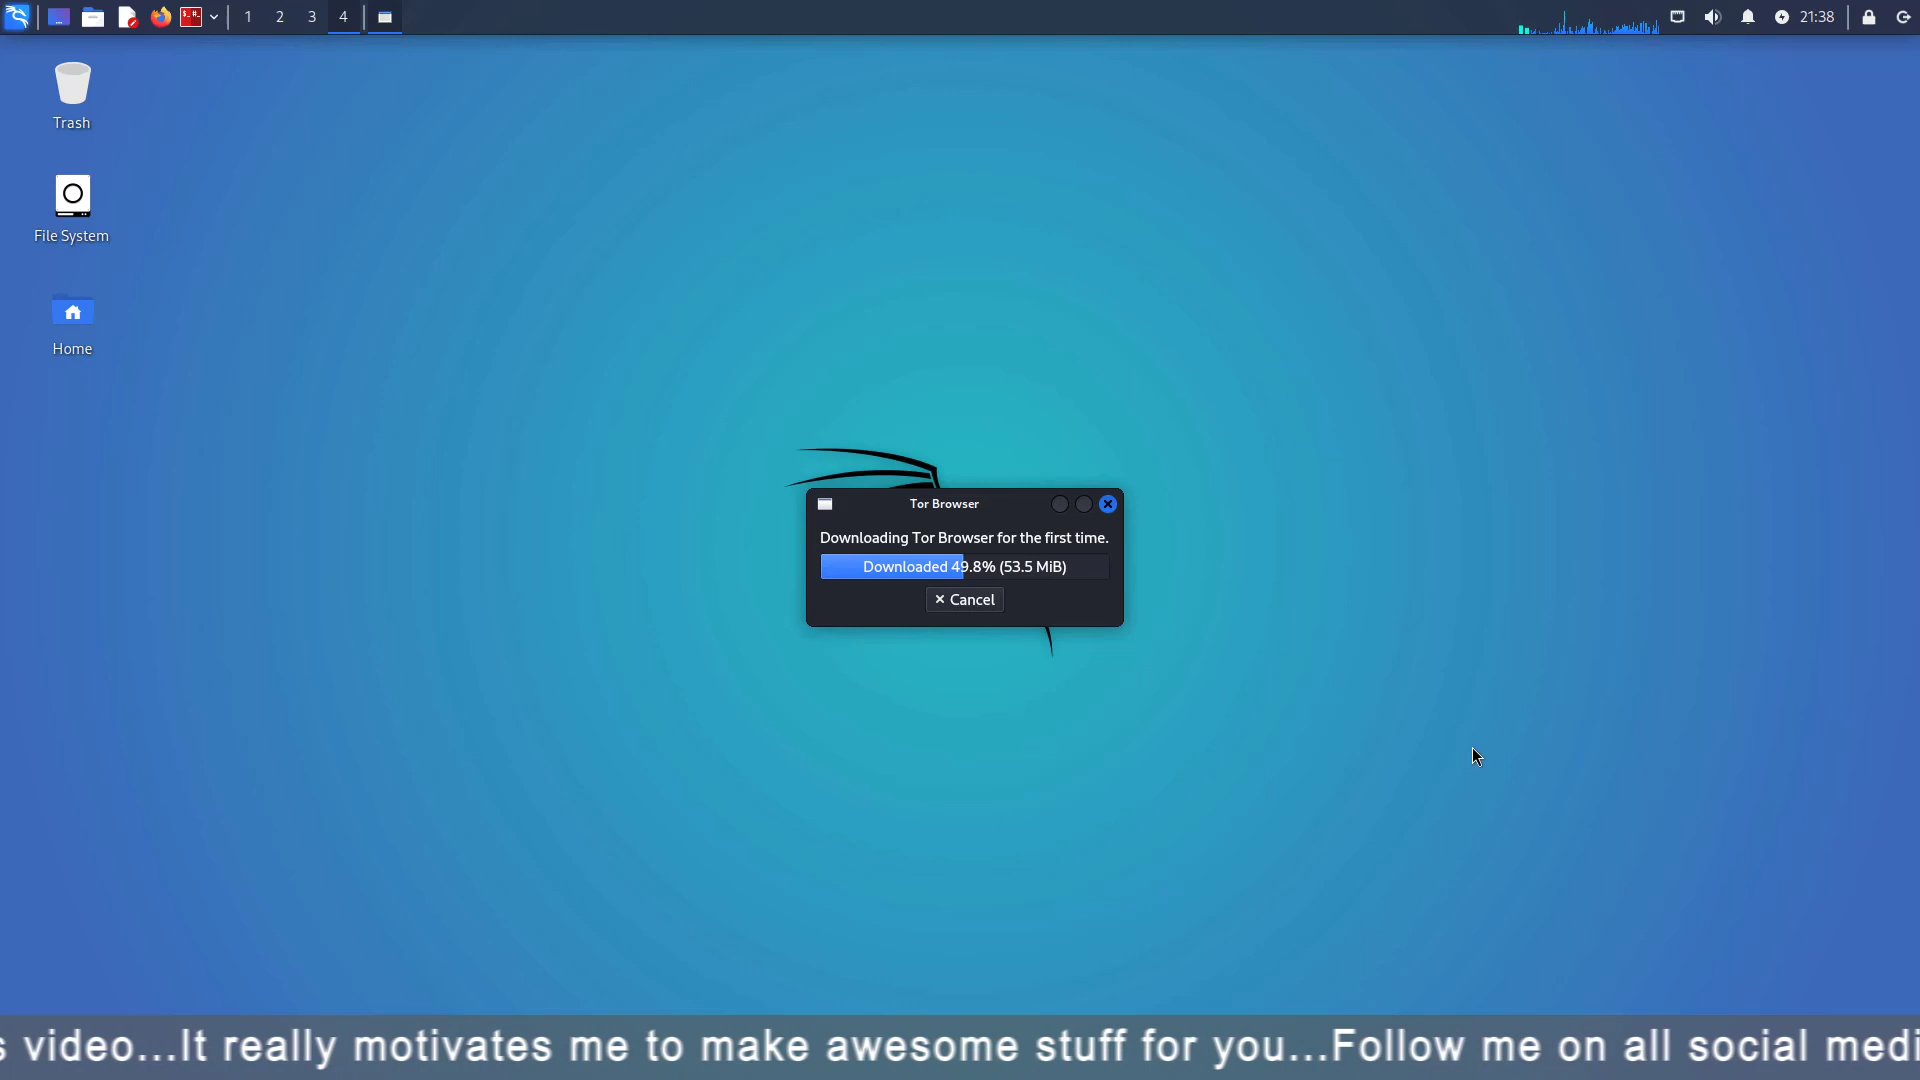 1 2 3 4
21:38
Trash
File System
Home
Tor Browser
Downloading Tor Browser for the first time.
Downloaded 49.8% (53.5 MiB)
Cancel
s video...It really motivates me to make awesome stuff for you...Follow me on all social medi